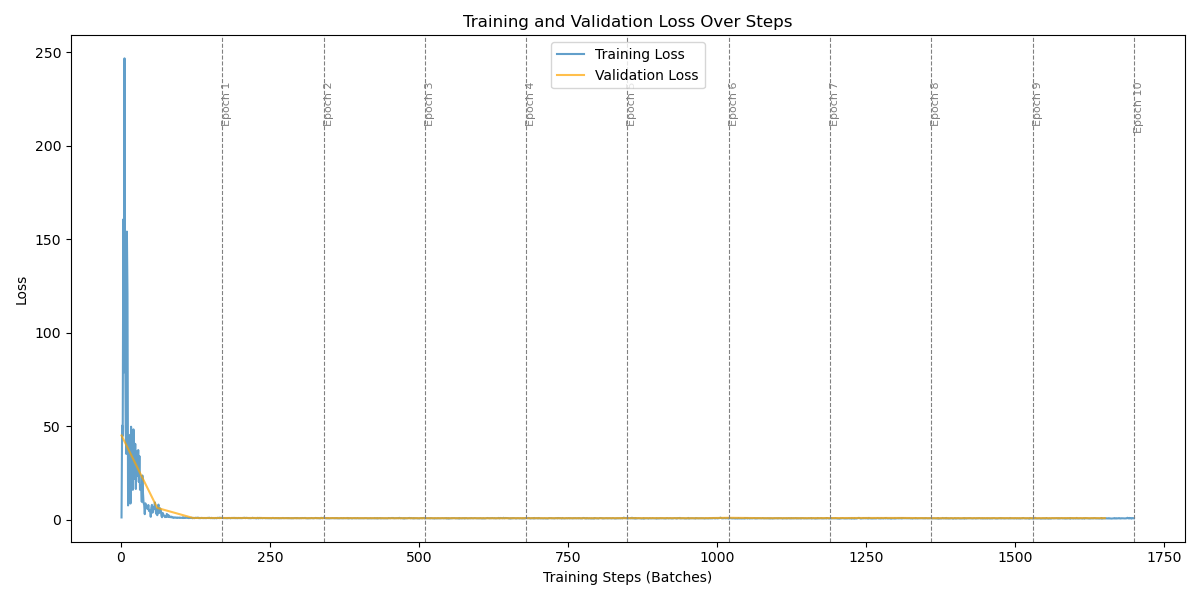 Training and Validation Loss Over Steps
Training Loss
Validation Loss
Epoch 1
Epoch 2
Epoch 3
Epoch 4
Epoch 6
Epoch 7
Epoch 8
Epoch 9
Epoch 10
Loss
250
200
150
100
50
0
0 250 500 750 1000 1250 1500 1750
Training Steps (Batches)